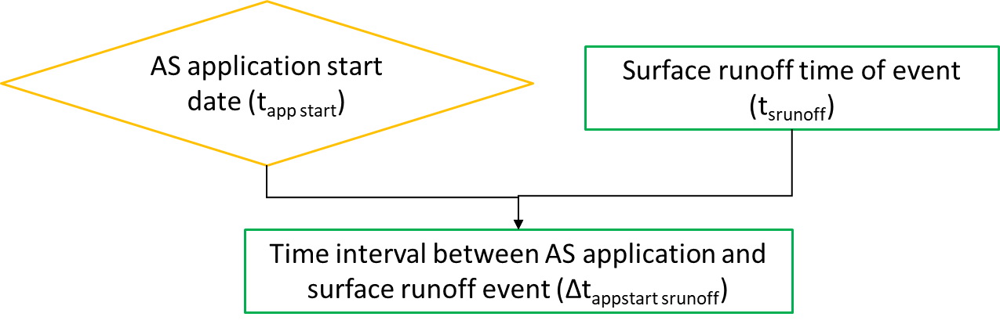 AS application start
date (tapp start)
Surface runoff time of event
(tsrunoff)
Time interval between AS application and
surface runoff event (Δtappstart srunoff)